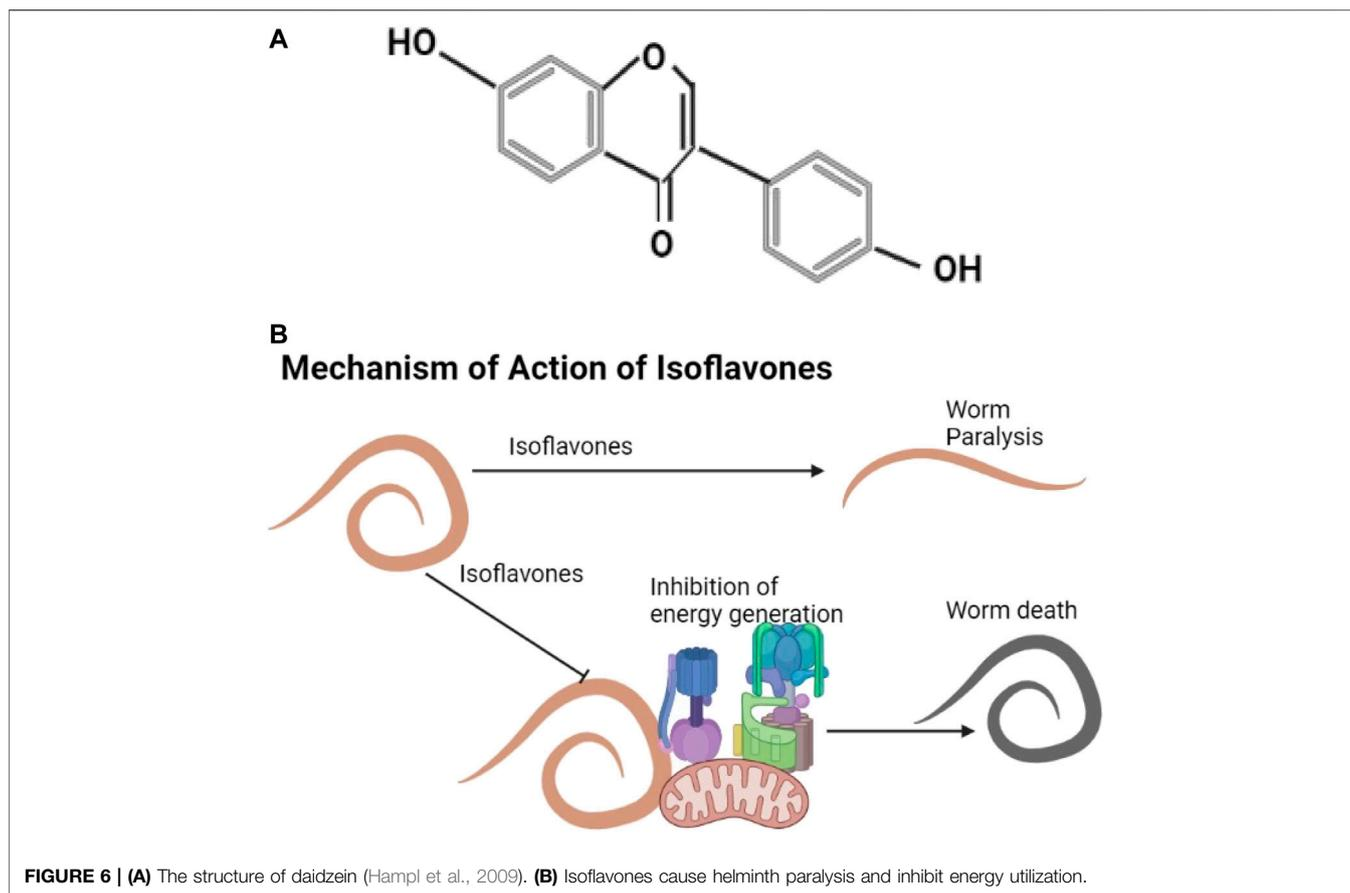 A
HO
O
O
OH
B
Mechanism of Action of Isoflavones
Worm
Paralysis
Isoflavones
Isoflavones
Inhibition of
energy generation
Worm death
FIGURE 6 | (A) The structure of daidzein (Hampl et al., 2009). (B) Isoflavones cause helminth paralysis and inhibit energy utilization.